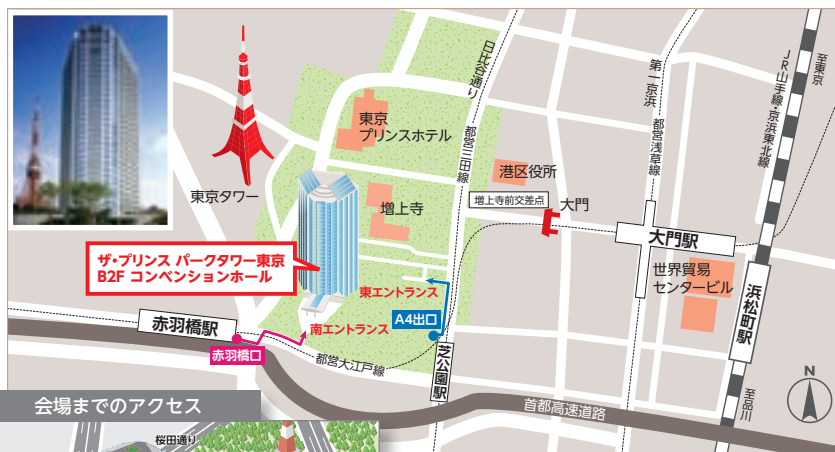 東京タワー
東京
プリンスホテル
増上寺
ザ・プリンス パークタワー東京
B2F コンベンションホール
日比谷通り
都営三田線
港区役所
増上寺前交差点
大門
第一京浜
都営浅草線
JR山手線・京浜東北線
至東京
大門駅
世界貿易
センタービル
浜松町駅
至品川
N
東エントランス
A4出口
南エントランス
赤羽橋駅
赤羽橋口
都営大江戸線
芝公園駅
首都高速道路
会場までのアクセス
桜田通り